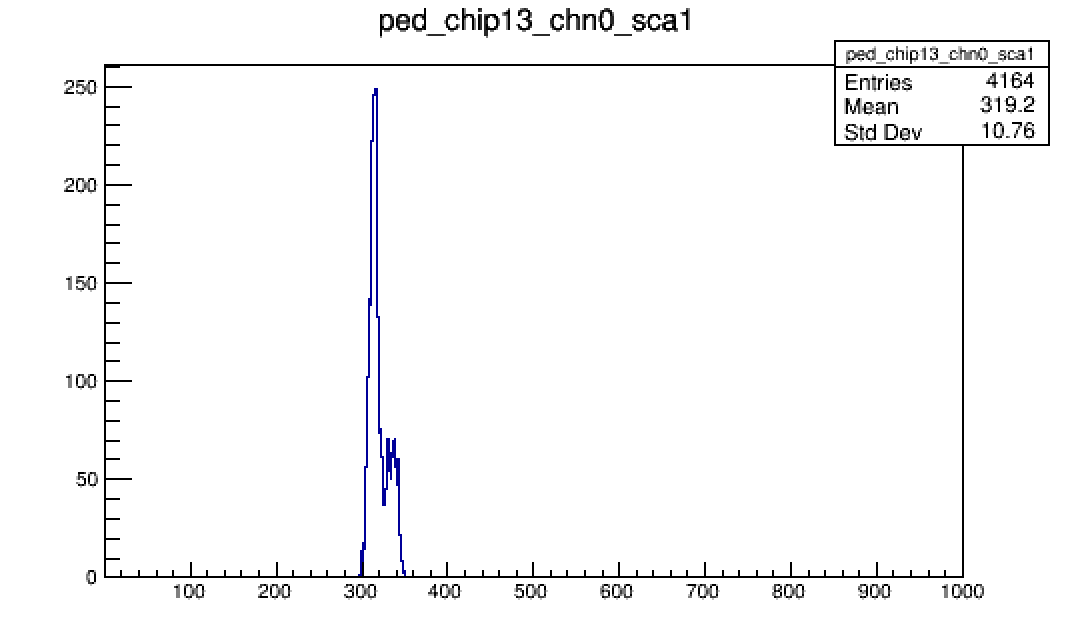 ped_chip13_chn0_sca1
ped_chip13_chn0_sca1
Entries 4164
Mean 319.2
Std Dev 10.76
250
200
150
100
50
0
100 200 300 400 500 600 700 800 900 1000